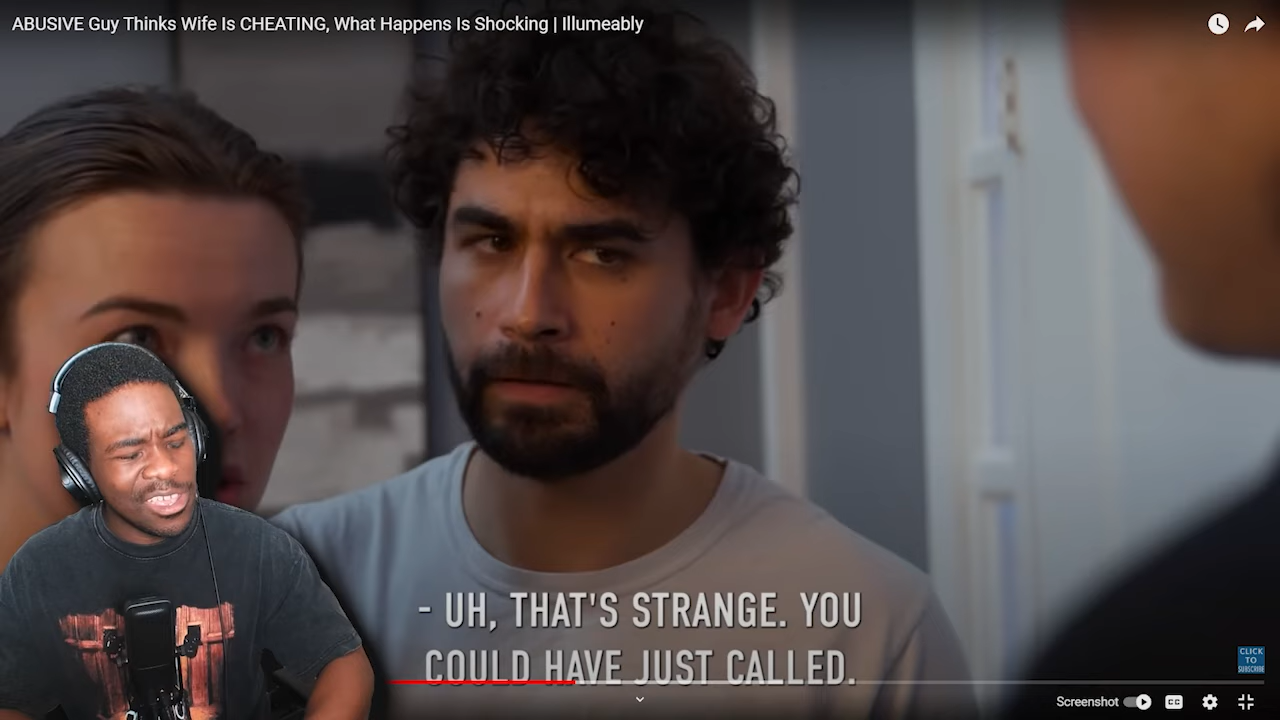 ABUSIVE Guy Thinks Wife Is CHEATING, What Happens Is Shocking | Illumeably
- UH, THAT'S STRANGE. YOU
COULD HAVE JUST CALLED.
CLICK
TO
SUBSCRIBE
Screenshot
CC